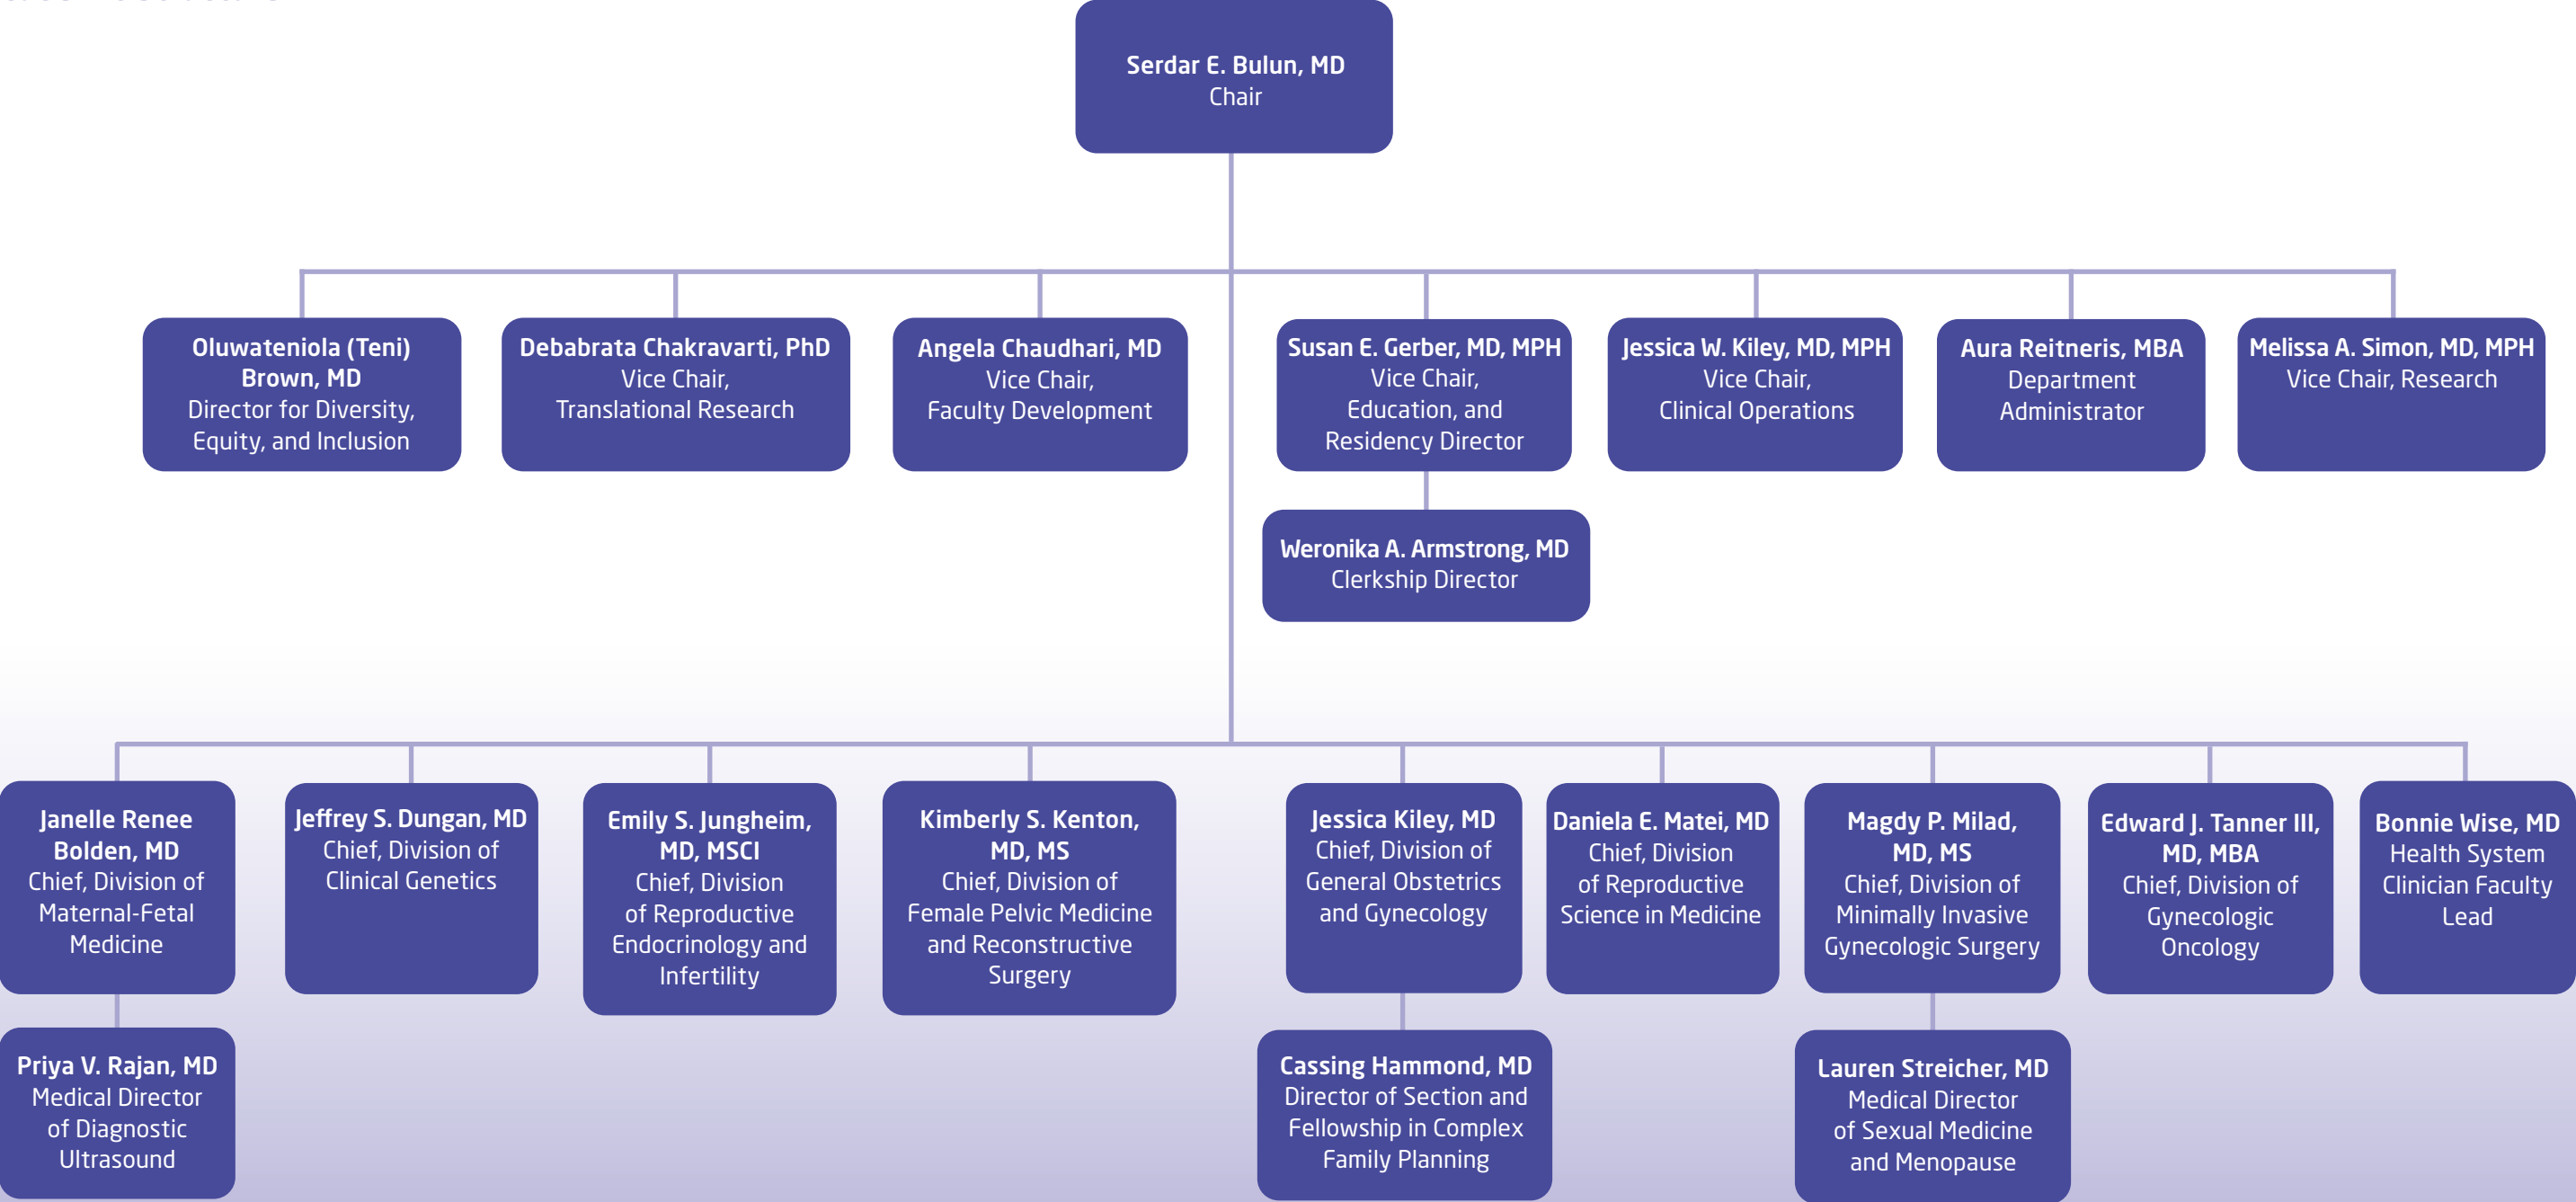 Serdar E. Bulun, MD
Chair
Oluwateniola (Teni)
Brown, MD
Director for Diversity,
Equity, and Inclusion
Debabrata Chakravarti, PhD
Vice Chair,
Translational Research
Angela Chaudhari, MD
Vice Chair,
Faculty Development
Susan E. Gerber, MD, MPH
Vice Chair,
Education, and
Residency Director
Jessica W. Kiley, MD, MPH
Vice Chair,
Clinical Operations
Aura Reitneris, MBA
Department
Administrator
Melissa A. Simon, MD, MPH
Vice Chair, Research
Weronika A. Armstrong, MD
Clerkship Director
Janelle Renee
Bolden, MD
Chief, Division of
Maternal-Fetal
Medicine
Jeffrey S. Dungan, MD
Chief, Division of
Clinical Genetics
Emily S. Jungheim,
MD, MSCI
Chief, Division
of Reproductive
Endocrinology and
Infertility
Kimberly S. Kenton,
MD, MS
Chief, Division of
Female Pelvic Medicine
and Reconstructive
Surgery
Jessica Kiley, MD
Chief, Division of
General Obstetrics
and Gynecology
Daniela E. Matei, MD
Chief, Division
of Reproductive
Science in Medicine
Magdy P. Milad,
MD, MS
Chief, Division of
Minimally Invasive
Gynecologic Surgery
Edward J. Tanner III,
MD, MBA
Chief, Division of
Gynecologic
Oncology
Bonnie Wise, MD
Health System
Clinician Faculty
Lead
Priya V. Rajan, MD
Medical Director
of Diagnostic
Ultrasound
Cassing Hammond, MD
Director of Section and
Fellowship in Complex
Family Planning
Lauren Streicher, MD
Medical Director
of Sexual Medicine
and Menopause